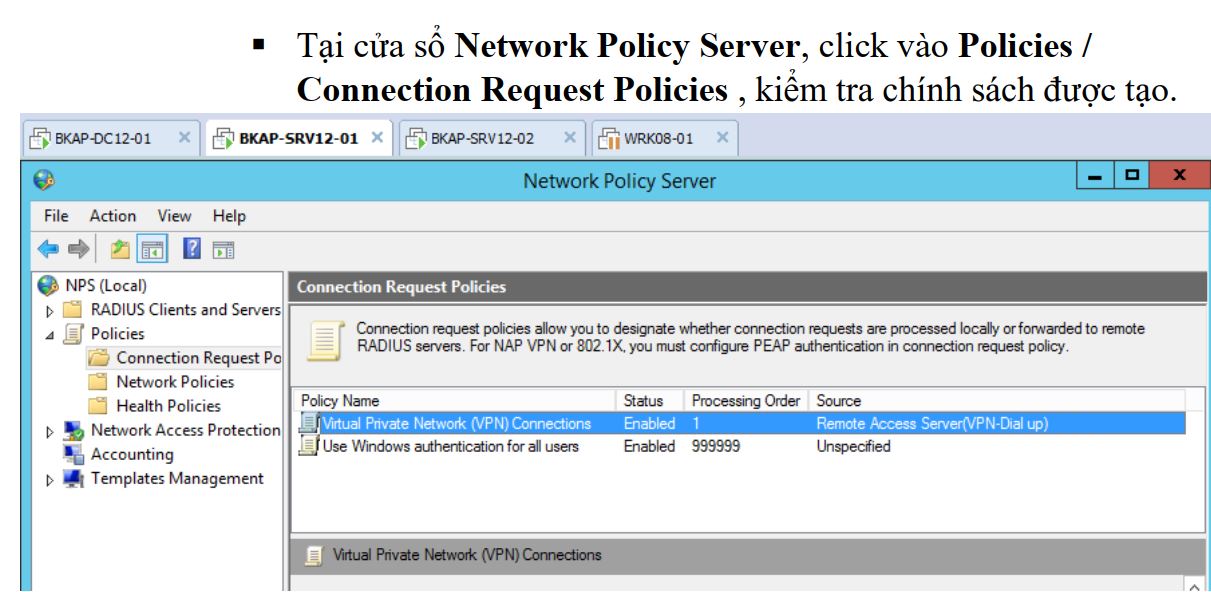 ▪ Tại cửa sổ Network Policy Server, click vào Policies /
Connection Request Policies , kiểm tra chính sách được tạo.
BKAP-DC12-01 × BKAP-SRV12-01 × BKAP-SRV12-02 × WRK08-01 ×
Network Policy Server
File Action View Help
NPS (Local)
RADIUS Clients and Servers
Policies
Connection Request Po
Network Policies
Health Policies
Network Access Protection
Accounting
Templates Management
Connection Request Policies
Connection request policies allow you to designate whether connection requests are processed locally or forwarded to remote
RADIUS servers. For NAP VPN or 802.1X, you must configure PEAP authentication in connection request policy.
Policy Name Status Processing Order Source
Virtual Private Network (VPN) Connections Enabled 1 Remote Access Server(VPN-Dial up)
Use Windows authentication for all users Enabled 999999 Unspecified
Virtual Private Network (VPN) Connections